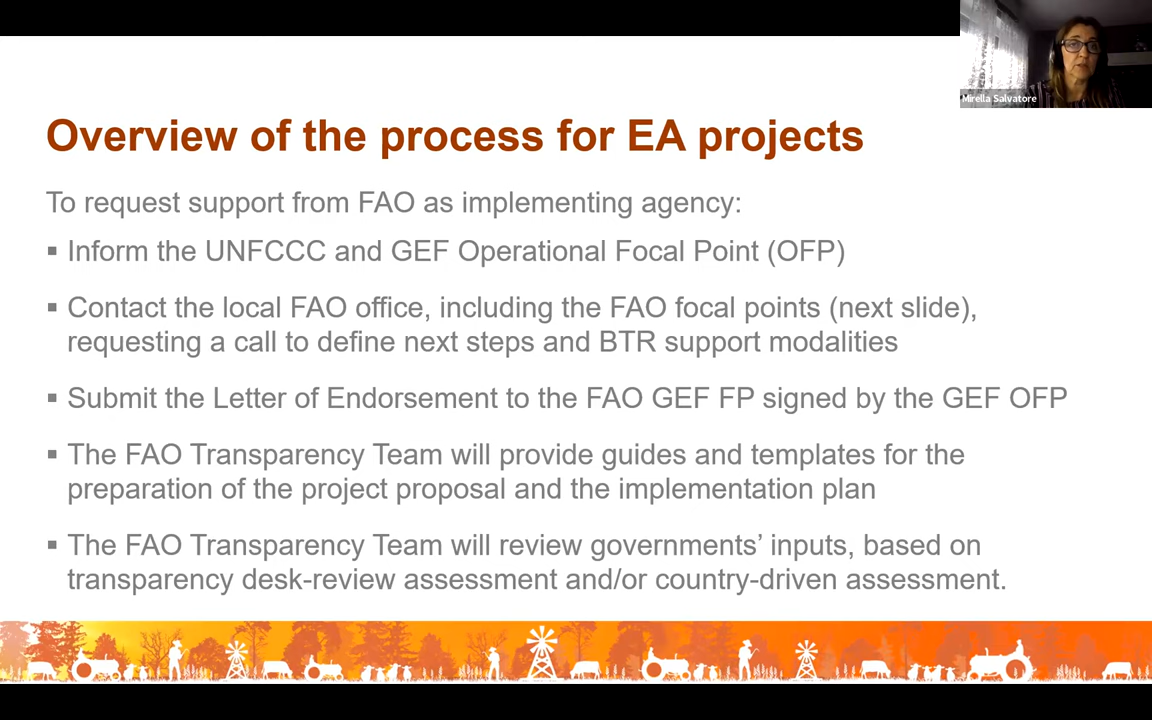 Mirella Salvatore
Overview of the process for EA projects
To request support from FAO as implementing agency:
▪ Inform the UNFCCC and GEF Operational Focal Point (OFP)
▪ Contact the local FAO office, including the FAO focal points (next slide),
requesting a call to define next steps and BTR support modalities
▪ Submit the Letter of Endorsement to the FAO GEF FP signed by the GEF OFP
▪ The FAO Transparency Team will provide guides and templates for the
preparation of the project proposal and the implementation plan
▪ The FAO Transparency Team will review governments’ inputs, based on
transparency desk-review assessment and/or country-driven assessment.